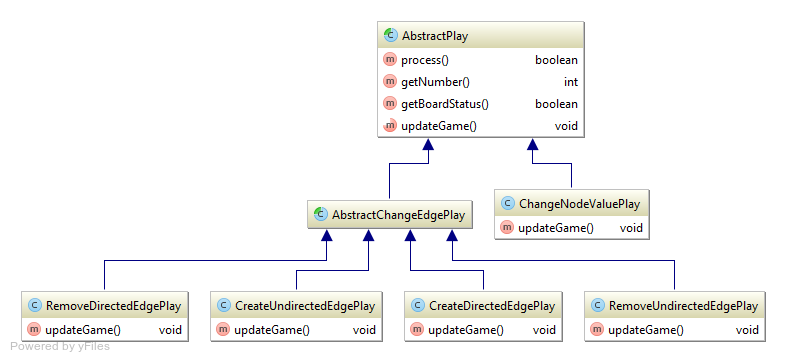 AbstractPlay
process() boolean
getNumber() int
getBoardStatus() boolean
updateGame() void
AbstractChangeEdgePlay
ChangeNodeValuePlay
updateGame() void
RemoveDirectedEdgePlay
updateGame() void
CreateUndirectedEdgePlay
updateGame() void
CreateDirectedEdgePlay
updateGame() void
RemoveUndirectedEdgePlay
updateGame() void
Powered by yFiles